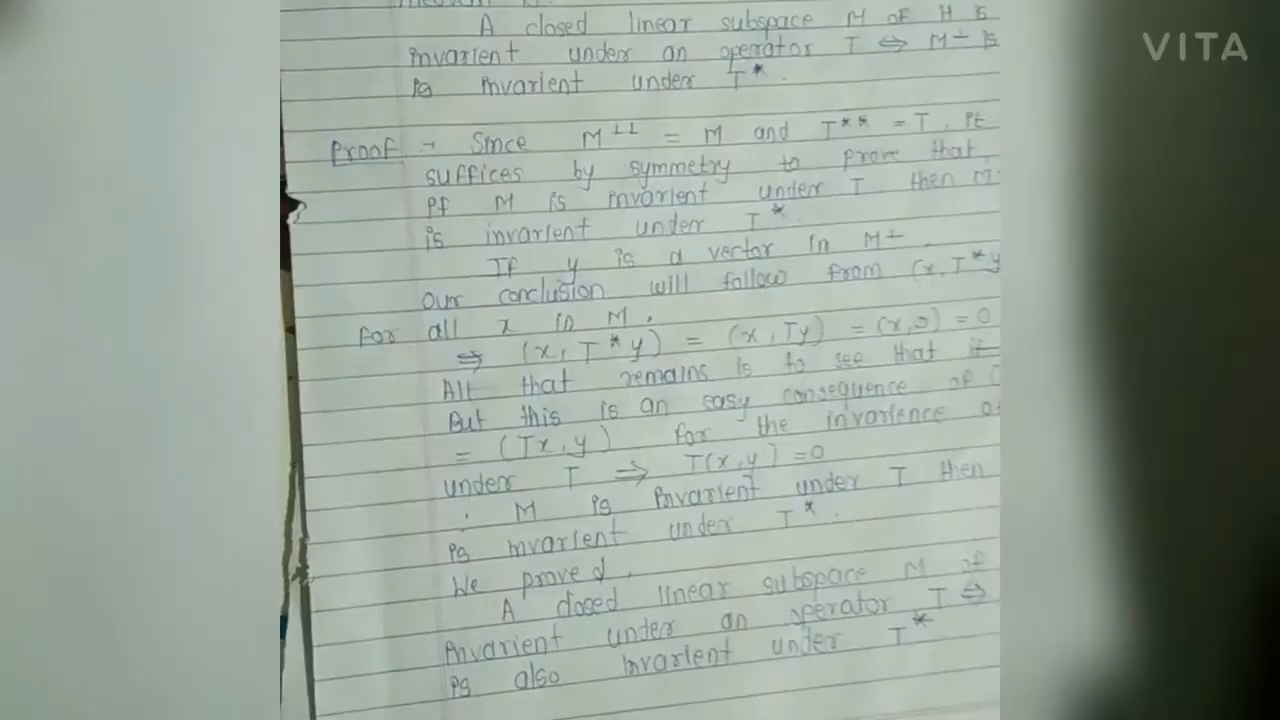 A closed linear subspace M of H is
invarient under an operator T ⇔ M⊥ is
is invarient under T*.
Proof → Since M⊥⊥ = M and T** = T. it
suffices by symmetry to prove that
if M is invarient under T then M
is invarient under T*
If y is a vector in M⊥
our conclusion will follow from (x, T*y
for all x in M.
⇔ (x, T*y) = (x, Ty) = (x, 0) = 0
All that remains is to see that it
But this is an easy consequence of (
= (Tx, y) for the invarience of
under T ⇒ T(x, y) = 0
∴ M is invarient under T then
is invarient under T*.
We proved,
A closed linear subspace M of
invarient under an operator T ⇔
is also invarient under T*
VITA